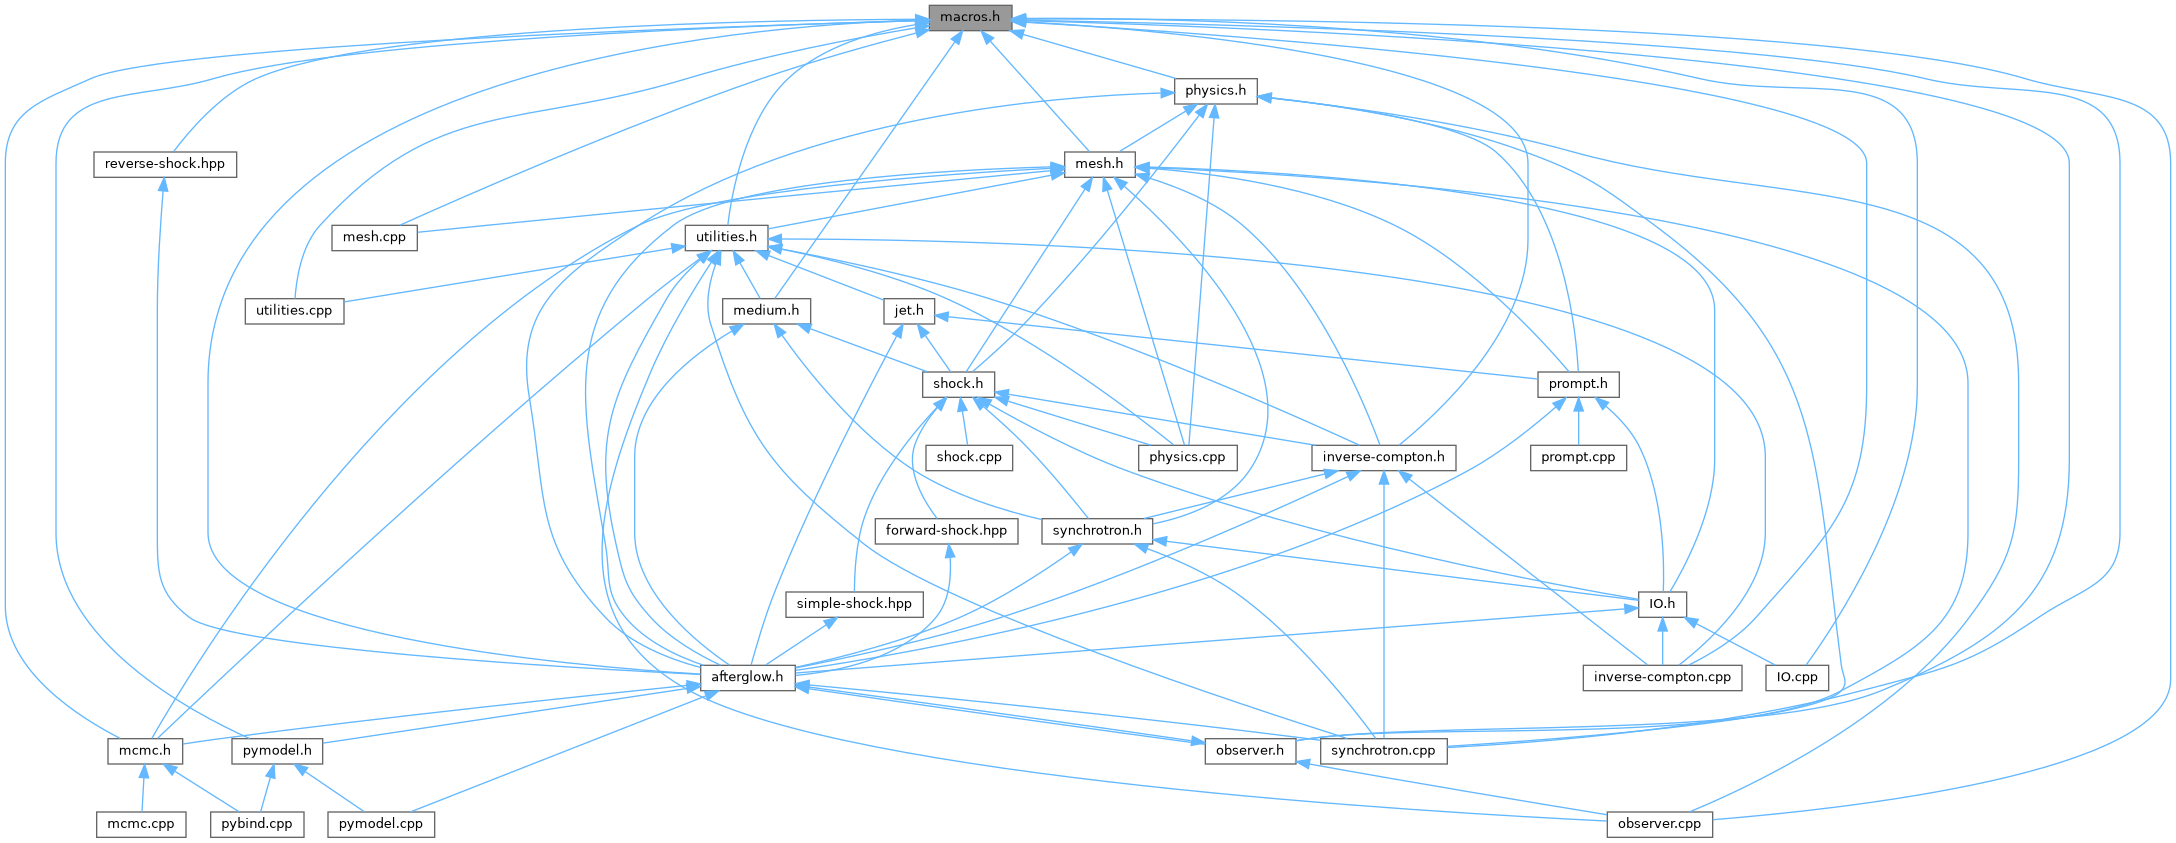 macros.h
physics.h
reverse-shock.hpp
mesh.h
mesh.cpp
utilities.h
utilities.cpp
medium.h
jet.h
shock.h
prompt.h
shock.cpp
physics.cpp
inverse-compton.h
prompt.cpp
forward-shock.hpp
synchrotron.h
simple-shock.hpp
IO.h
afterglow.h
inverse-compton.cpp
IO.cpp
mcmc.h
pymodel.h
observer.h
synchrotron.cpp
mcmc.cpp
pybind.cpp
pymodel.cpp
observer.cpp